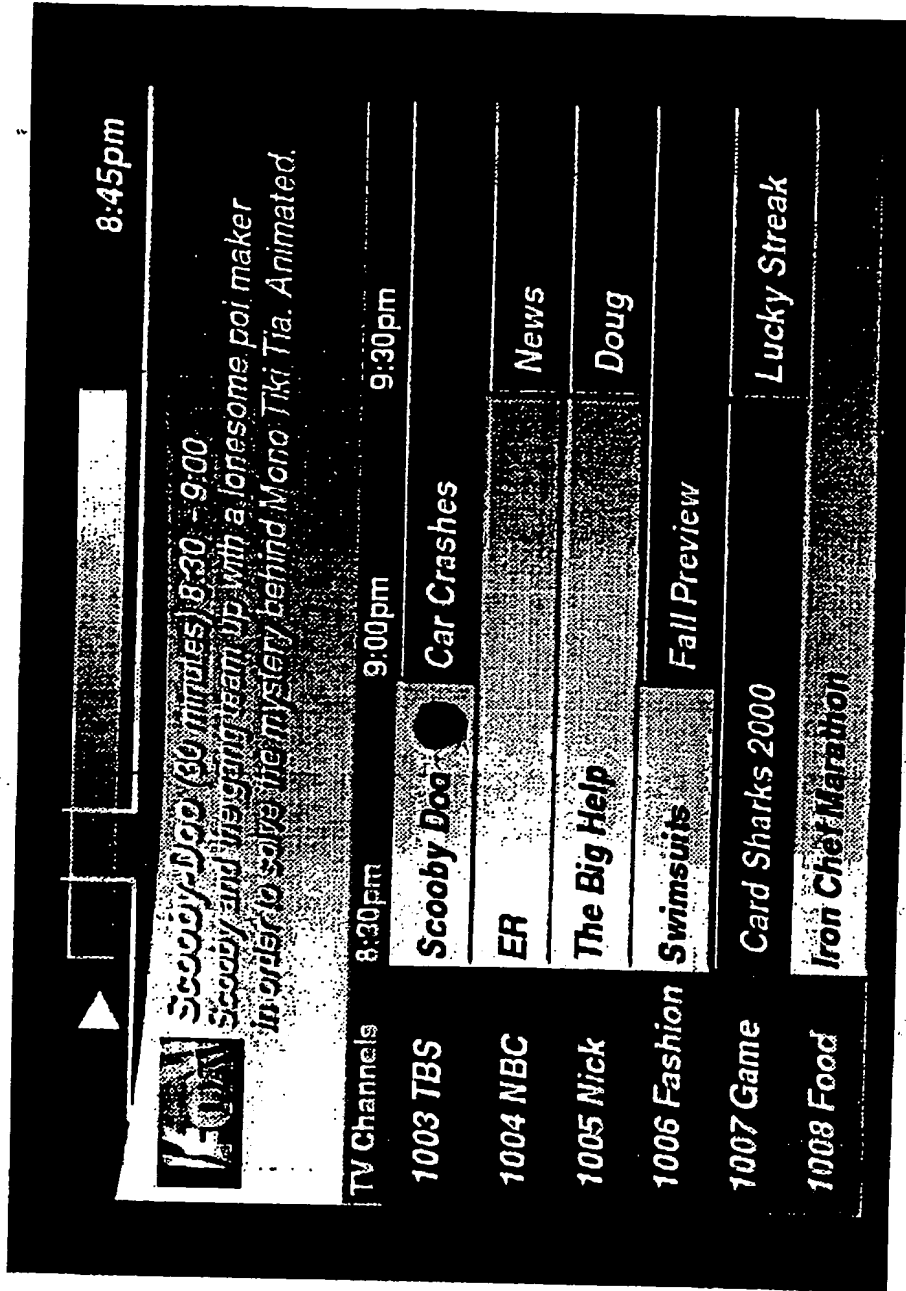 8:45pm
Scooby-Doo (30 minutes) 8:30 - 9:00
Scooby and the gang team up with a lonesome poi maker
in order to solve the mystery behind Mono Tiki Tia. Animated.
FOX
TV Channels 8:30pm 9:00pm 9:30pm
1003 TBS Scooby Doo Car Crashes
1004 NBC ER News
1005 Nick The Big Help Doug
1006 Fashion Swimsuits Fall Preview
1007 Game Card Sharks 2000 Lucky Streak
1008 Food Iron Chef Marathon